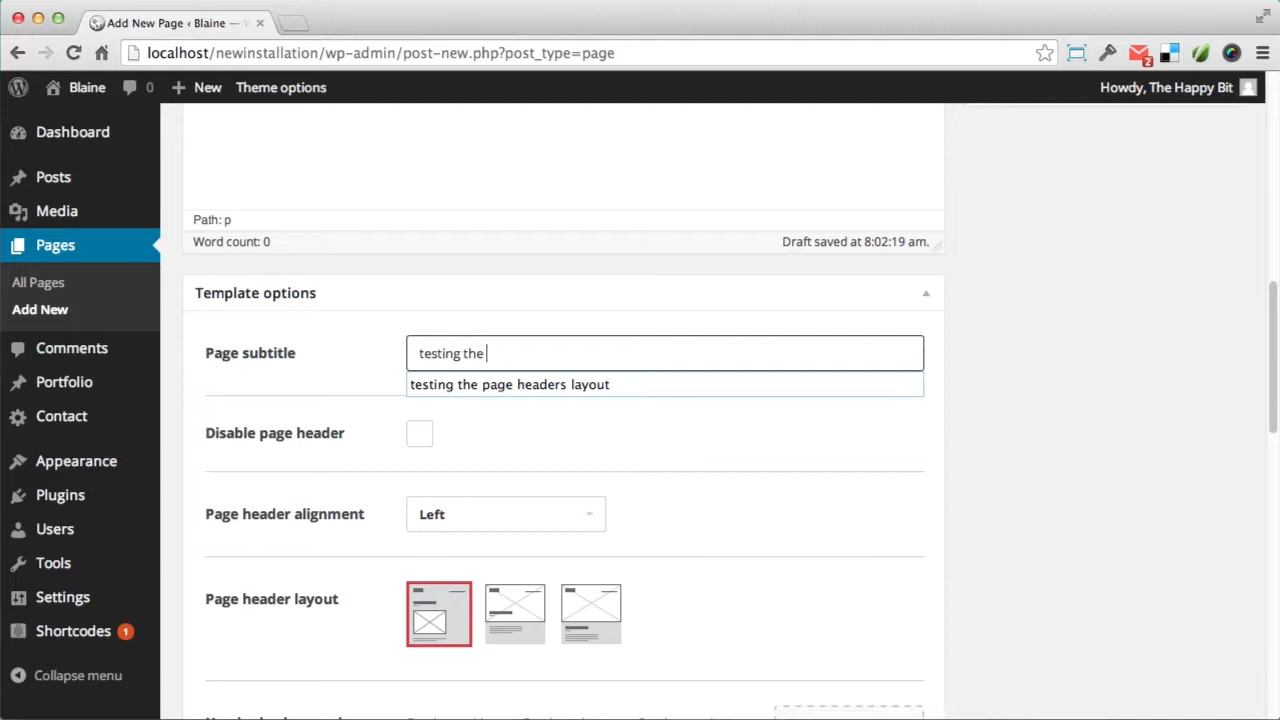 Add New Page ‹ Blaine —
localhost/newinstallation/wp-admin/post-new.php?post_type=page
2
Blaine
0
New
Theme options
Howdy, The Happy Bit
Dashboard
Posts
Media
Pages
All Pages
Add New
Comments
Portfolio
Contact
Appearance
Plugins
Users
Tools
Settings
Shortcodes 1
Collapse menu
Path: p
Word count: 0
Draft saved at 8:02:19 am.
Template options
Page subtitle
testing the
testing the page headers layout
Disable page header
Page header alignment
Left
Page header layout